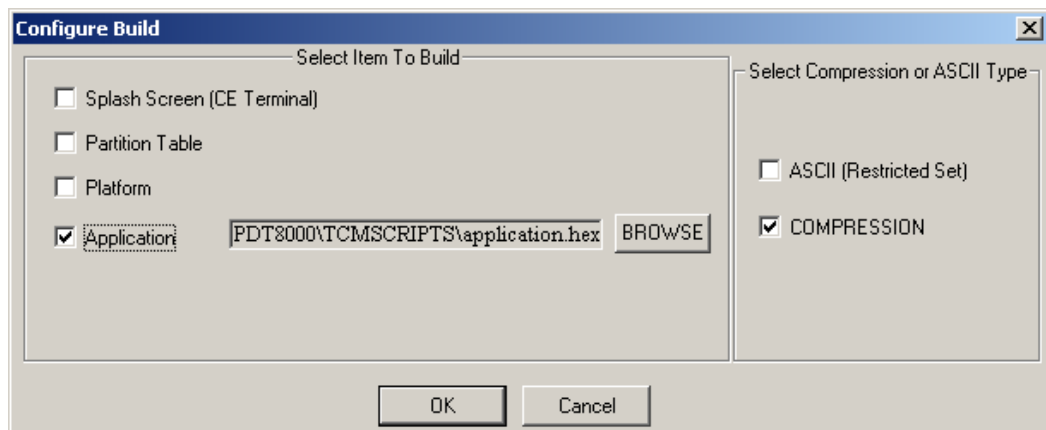 Configure Build
Select Item To Build
Splash Screen (CE Terminal)
Partition Table
Platform
Application PDT8000\TCMSCRIPTS\application.hex BROWSE
Select Compression or ASCII Type
ASCII (Restricted Set)
COMPRESSION
OK Cancel